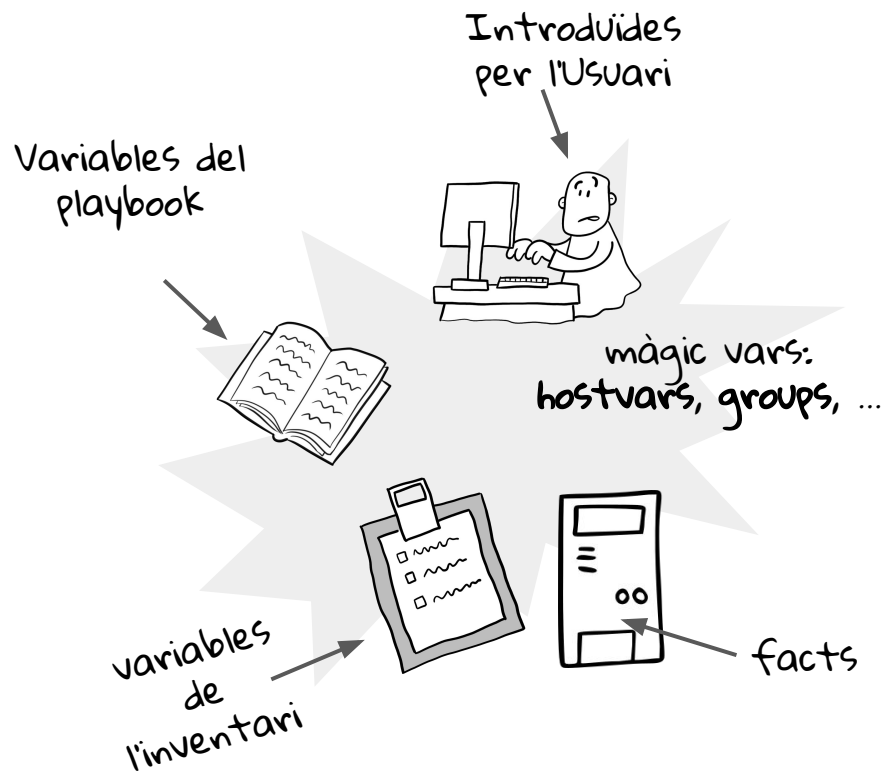 Introduïdes
per l'Usuari
Variables del
playbook
màgic vars:
hostvars, groups, ...
variables
de
l'inventari
facts